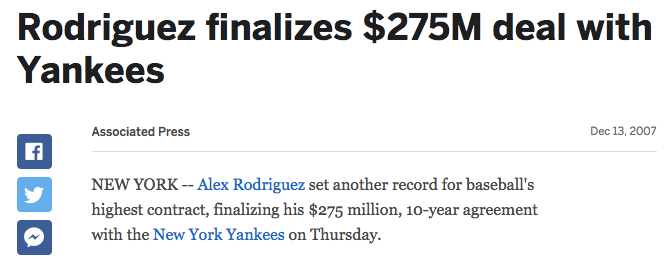 Rodriguez finalizes $275M deal with
Yankees
Associated Press
Dec 13, 2007
NEW YORK -- Alex Rodriguez set another record for baseball's
highest contract, finalizing his $275 million, 10-year agreement
with the New York Yankees on Thursday.